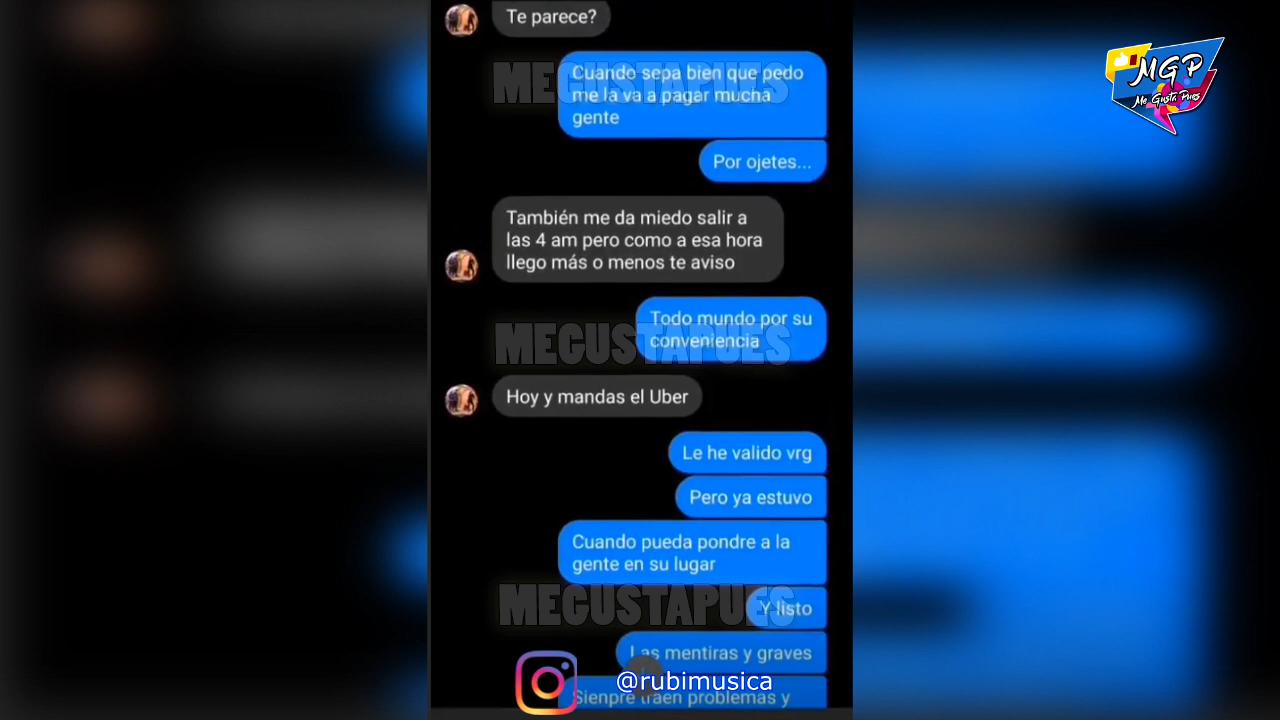 Te parece?
MGP
Me Gusta Pues
Cuando sepa bien que pedo
me la va a pagar mucha
gente
MEGUSTAPUES
Por ojetes...
También me da miedo salir a
las 4 am pero como a esa hora
llego más o menos te aviso
Todo mundo por su
conveniencia
MEGUSTAPUES
Hoy y mandas el Uber
Le he valido vrg
Pero ya estuvo
Cuando pueda pondre a la
gente en su lugar
MEGUSTAPUES
Y listo
Las mentiras y graves
@rubimusica
Sienpre traen problemas y